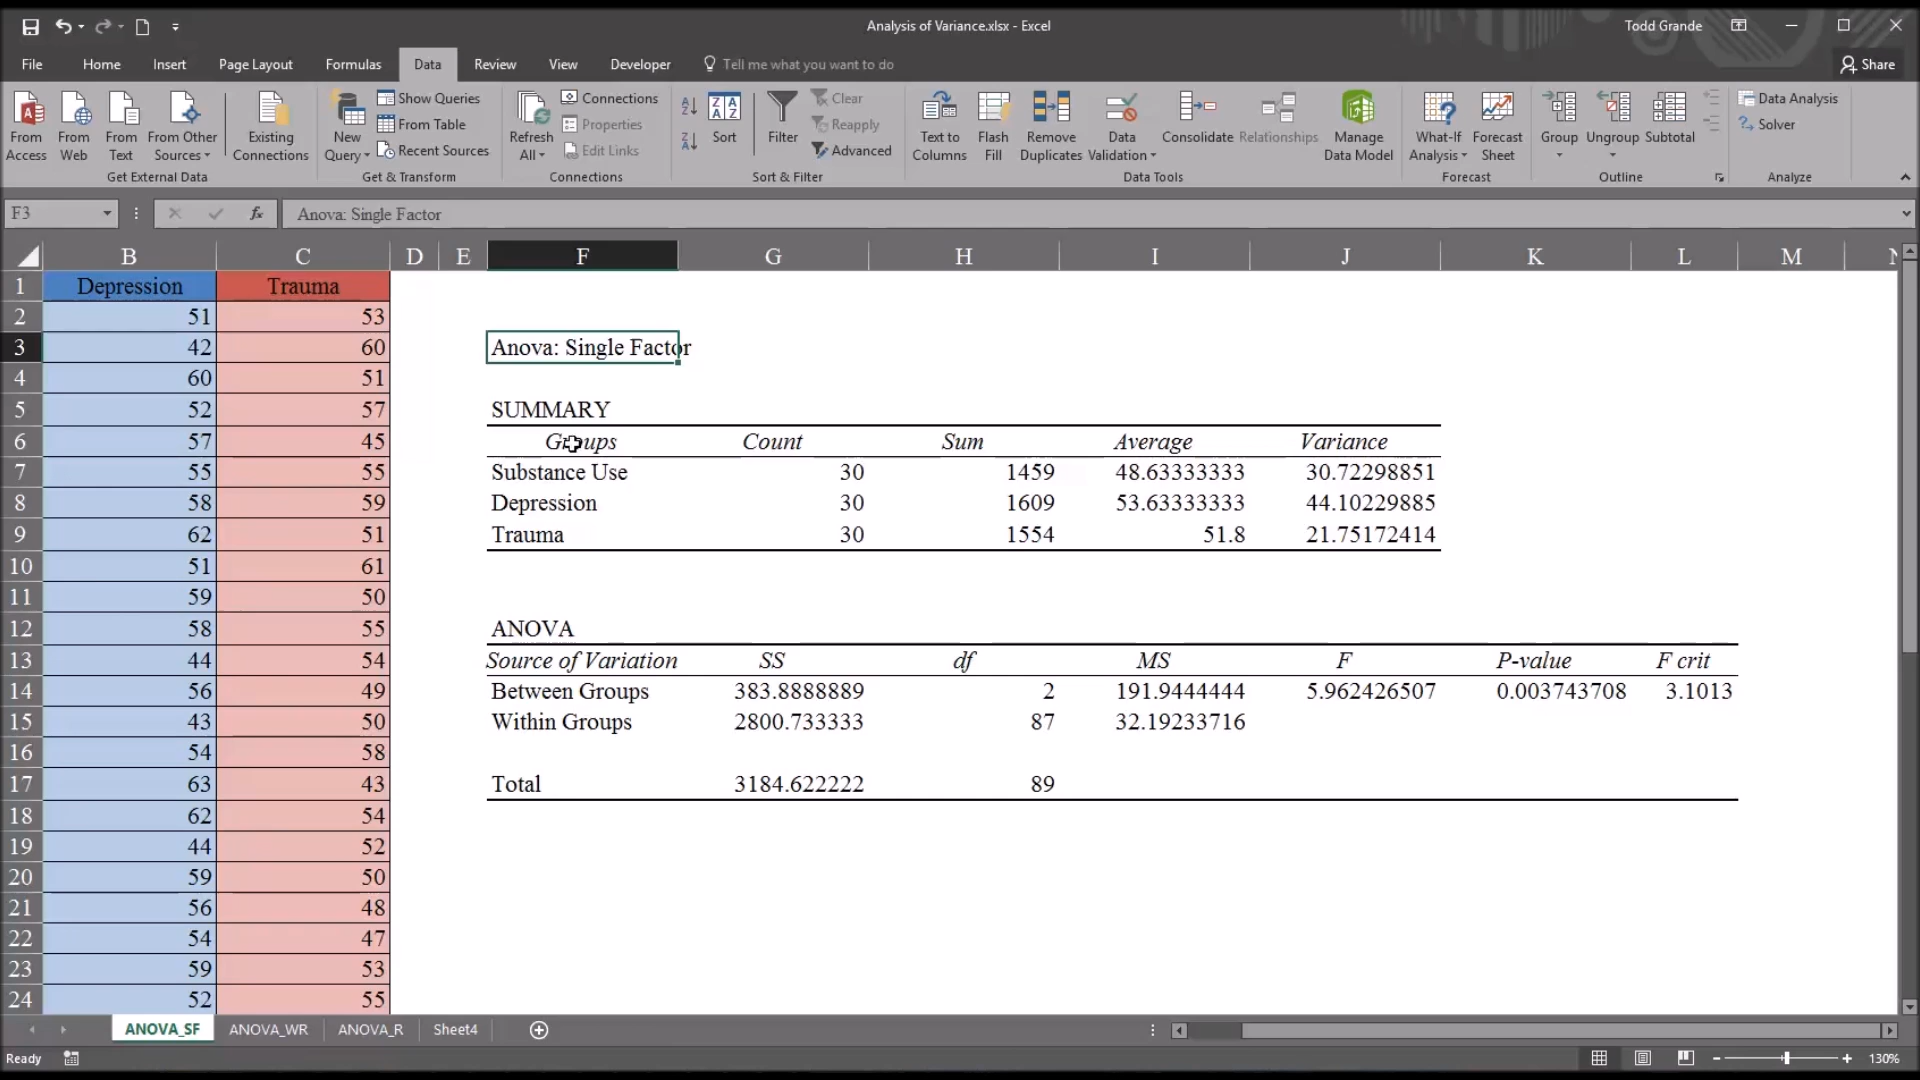 Analysis of Variance.xlsx - Excel
Todd Grande
File Home Insert Page Layout Formulas Data Review View Developer Tell me what you want to do Share
From Access
From Web
From Text
From Other Sources
Existing Connections
Get External Data
New Query
Show Queries
From Table
Recent Sources
Get & Transform
Refresh All
Connections
Properties
Edit Links
Connections
Sort
Filter
Clear
Reapply
Advanced
Sort & Filter
Text to Columns
Flash Fill
Remove Duplicates
Data Validation
Consolidate
Relationships
Manage Data Model
Data Tools
What-If Analysis
Forecast Sheet
Forecast
Group
Ungroup
Subtotal
Outline
Data Analysis
Solver
Analyze
F3 fx Anova: Single Factor
B C D E F G H I J K L M N
1 Depression Trauma
2 51 53
3 42 60 Anova: Single Factor
4 60 51
5 52 57 SUMMARY
6 57 45 Groups Count Sum Average Variance
7 55 55 Substance Use 30 1459 48.63333333 30.72298851
8 58 59 Depression 30 1609 53.63333333 44.10229885
9 62 51 Trauma 30 1554 51.8 21.75172414
10 51 61
11 59 50
12 58 55 ANOVA
13 44 54 Source of Variation SS df MS F P-value F crit
14 56 49 Between Groups 383.8888889 2 191.9444444 5.962426507 0.003743708 3.1013
15 43 50 Within Groups 2800.733333 87 32.19233716
16 54 58
17 63 43 Total 3184.622222 89
18 62 54
19 44 52
20 59 50
21 56 48
22 54 47
23 59 53
24 52 55
ANOVA_SF ANOVA_WR ANOVA_R Sheet4
Ready 130%